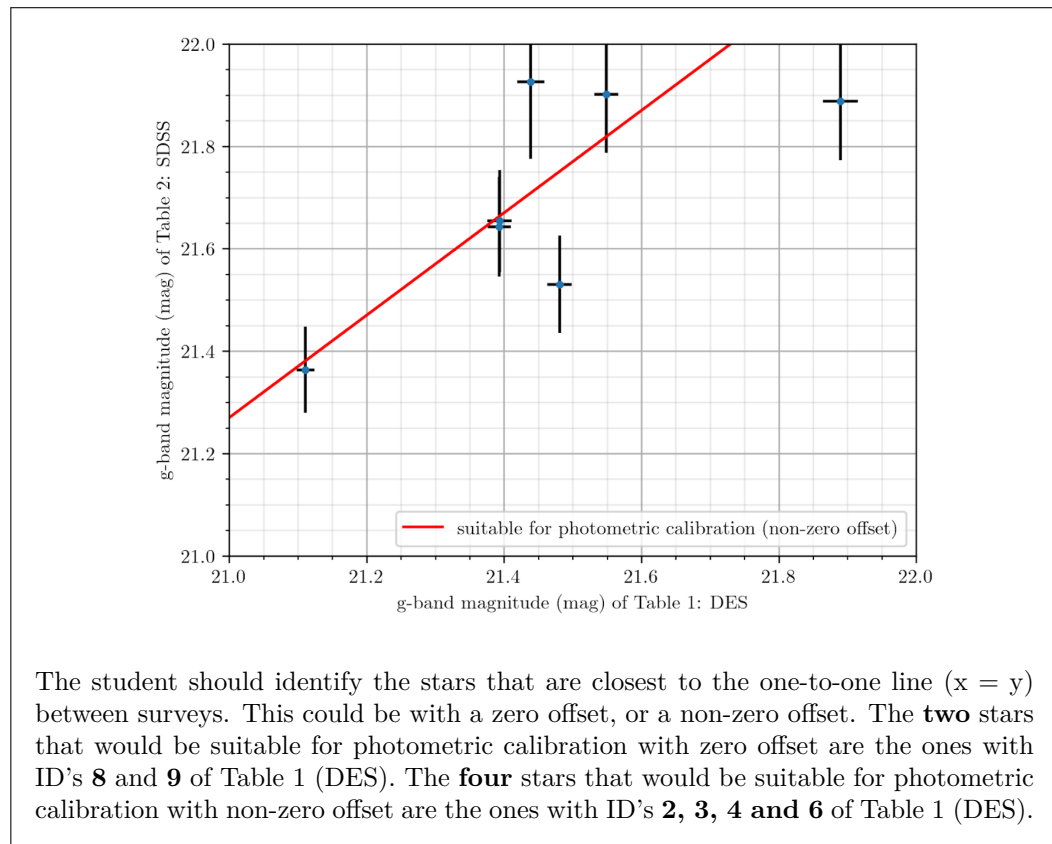 22.0
21.8
21.6
21.4
21.2
21.0
g-band magnitude (mag) of Table 2: SDSS
suitable for photometric calibration (non-zero offset)
21.0 21.2 21.4 21.6 21.8 22.0
g-band magnitude (mag) of Table 1: DES
The student should identify the stars that are closest to the one-to-one line (x = y)
between surveys. This could be with a zero offset, or a non-zero offset. The two stars
that would be suitable for photometric calibration with zero offset are the ones with
ID's 8 and 9 of Table 1 (DES). The four stars that would be suitable for photometric
calibration with non-zero offset are the ones with ID's 2, 3, 4 and 6 of Table 1 (DES).